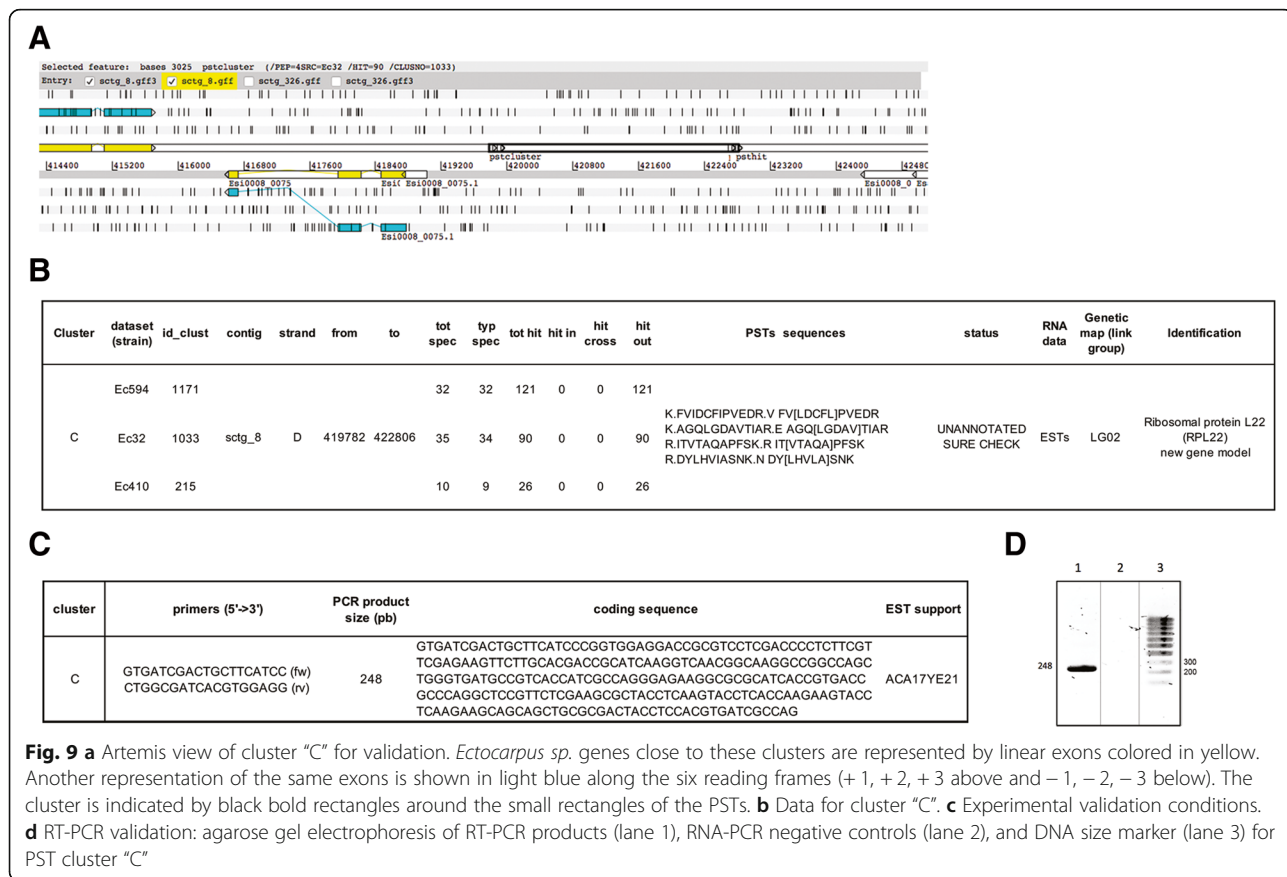 A
Selected feature: bases 3025 pstcluster (/PEP=4SRC=Ec32 /HIT=90 /CLUSNO=1033)
Entry: sctg_8.gff3 sctg_8.gff sctg_326.gff sctg_326.gff3
pstcluster psthit
414400 415200 416000 416800 417600 418400 419200 420000 420800 421600 422400 423200 424000
Esi0008_0075 Esi( Esi0008_0075.1 Esi0008_0
Esi0008_0075.1
B
Cluster dataset (strain) id_clust contig strand from to tot spec typ spec tot hit hit in hit cross hit out PSTs sequences status RNA data Genetic map (link group) Identification
Ec594 1171 32 32 121 0 0 121
C Ec32 1033 sctg_8 D 419782 422806 35 34 90 0 0 90
K.FVIDCFIPVEDR.V FV[LDCFL]PVEDR
K.AGQLGDAVTIAR.E AGQ[LGDAV]TIAR
R.ITVTAQAPFSK.R IT[VTAQA]PFSK
R.DYLHVIASNK.N DY[LHVLA]SNK
UNANNOTATED SURE CHECK ESTs LG02 Ribosomal protein L22 (RPL22) new gene model
Ec410 215 10 9 26 0 0 26
C
cluster primers (5'->3') PCR product size (pb) coding sequence EST support
C
GTGATCGACTGCTTCATCC (fw)
CTGGCGATCACGTGGAGG (rv)
248
GTGATCGACTGCTTCATCCCGGTGGAGGACCGCGTCCTCGACCCCTCTTCGT
TCGAGAAGTTCTTGCACGACCGCATCAAGGTCAACGGCAAGGCCGGCCAGC
TGGGTGATGCCGTCACCATCGCCAGGGAGAAGGCGCGCATCACCGTGACC
GCCCAGGCTCCGTTCTCGAAGCGCTACCTCAAGTACCTCACCAAGAAGTACC
TCAAGAAGCAGCAGCTGCGCGACTACCTCCACGTGATCGCCAG
ACA17YE21
D
1 2 3
248
300
200
Fig. 9 a Artemis view of cluster “C” for validation. Ectocarpus sp. genes close to these clusters are represented by linear exons colored in yellow.
Another representation of the same exons is shown in light blue along the six reading frames (+ 1, + 2, + 3 above and − 1, − 2, − 3 below). The
cluster is indicated by black bold rectangles around the small rectangles of the PSTs. b Data for cluster “C”. c Experimental validation conditions.
d RT-PCR validation: agarose gel electrophoresis of RT-PCR products (lane 1), RNA-PCR negative controls (lane 2), and DNA size marker (lane 3) for
PST cluster “C”